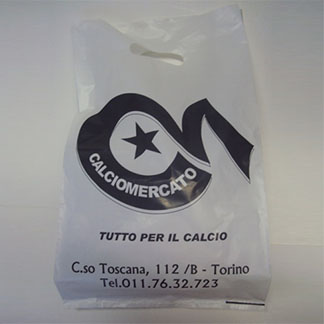 CALCIOMERCATO
TUTTO PER IL CALCIO
C.so Toscana, 112 /B - Torino
Tel.011.76.32.723